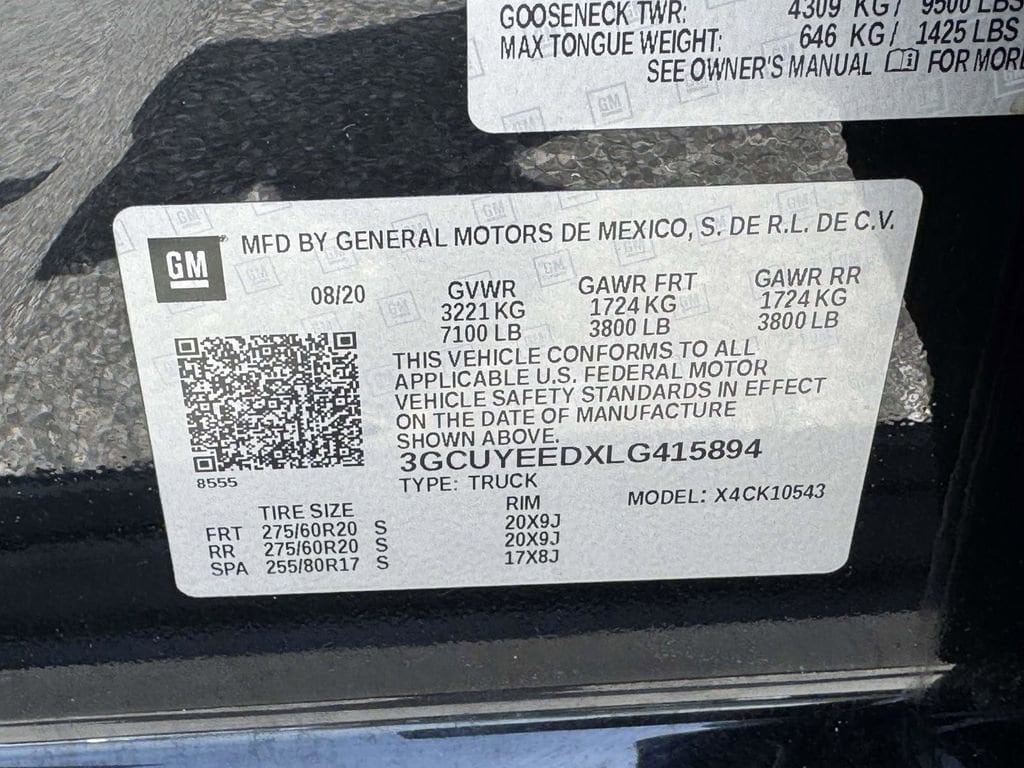 GOOSENECK TWR: 4309 KG/ 9500 LBS
MAX TONGUE WEIGHT: 646 KG/ 1425 LBS
SEE OWNER'S MANUAL FOR MORE
GM MFD BY GENERAL MOTORS DE MEXICO, S. DE R.L. DE C.V.
08/20 GVWR GAWR FRT GAWR RR
3221 KG 1724 KG 1724 KG
7100 LB 3800 LB 3800 LB
THIS VEHICLE CONFORMS TO ALL
APPLICABLE U.S. FEDERAL MOTOR
VEHICLE SAFETY STANDARDS IN EFFECT
ON THE DATE OF MANUFACTURE
SHOWN ABOVE.
3GCUYEEDXLG415894
8555
TYPE: TRUCK MODEL: X4CK10543
TIRE SIZE RIM
FRT 275/60R20 S 20X9J
RR 275/60R20 S 20X9J
SPA 255/80R17 S 17X8J